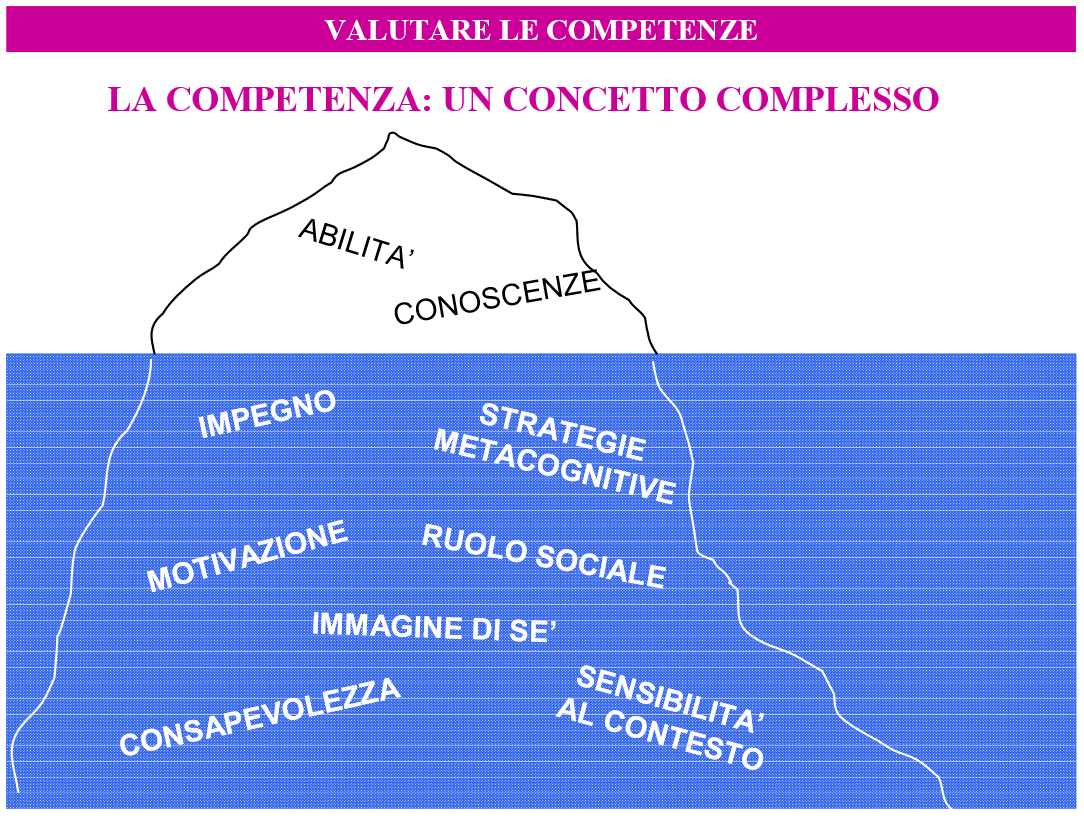 VALUTARE LE COMPETENZE
LA COMPETENZA: UN CONCETTO COMPLESSO
ABILITA’
CONOSCENZE
IMPEGNO
STRATEGIE
METACOGNITIVE
MOTIVAZIONE
RUOLO SOCIALE
IMMAGINE DI SE’
CONSAPEVOLEZZA
SENSIBILITA’
AL CONTESTO